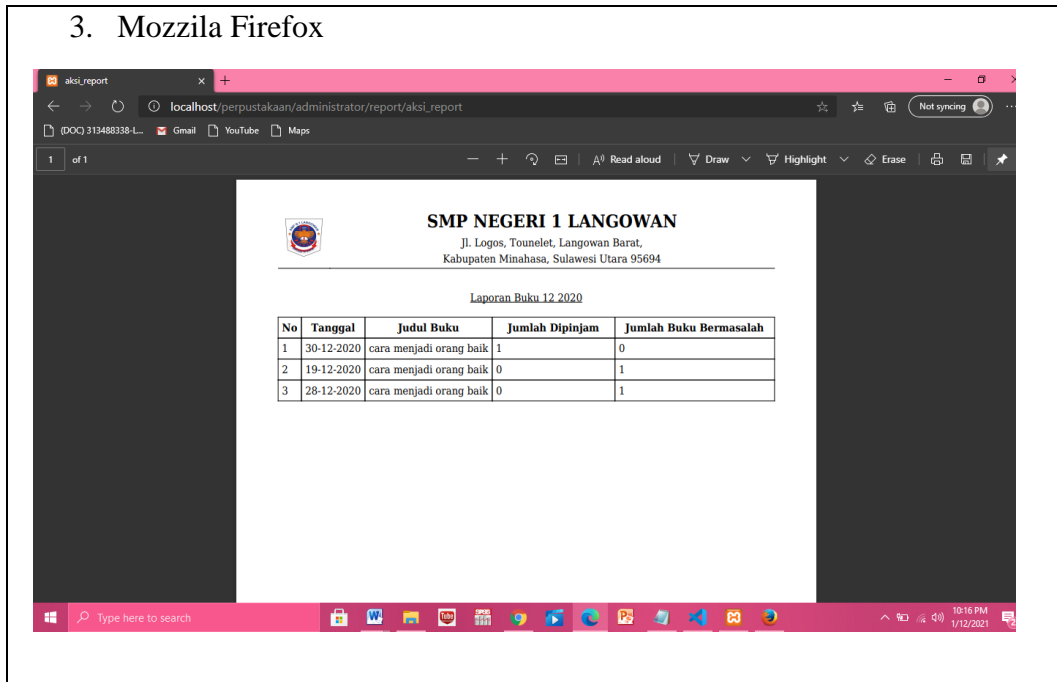 3. Mozzila Firefox
aksi_report
localhost/perpustakaan/administrator/report/aksi_report
Not syncing
(DOC) 313488338-L...
Gmail
YouTube
Maps
1 of 1
Read aloud
Draw
Highlight
Erase
SMP NEGERI 1 LANGOWAN
Jl. Logos, Tounelet, Langowan Barat,
Kabupaten Minahasa, Sulawesi Utara 95694
Laporan Buku 12 2020
No Tanggal Judul Buku Jumlah Dipinjam Jumlah Buku Bermasalah
1 30-12-2020 cara menjadi orang baik 1 0
2 19-12-2020 cara menjadi orang baik 0 1
3 28-12-2020 cara menjadi orang baik 0 1
Type here to search
10:16 PM
1/12/2021